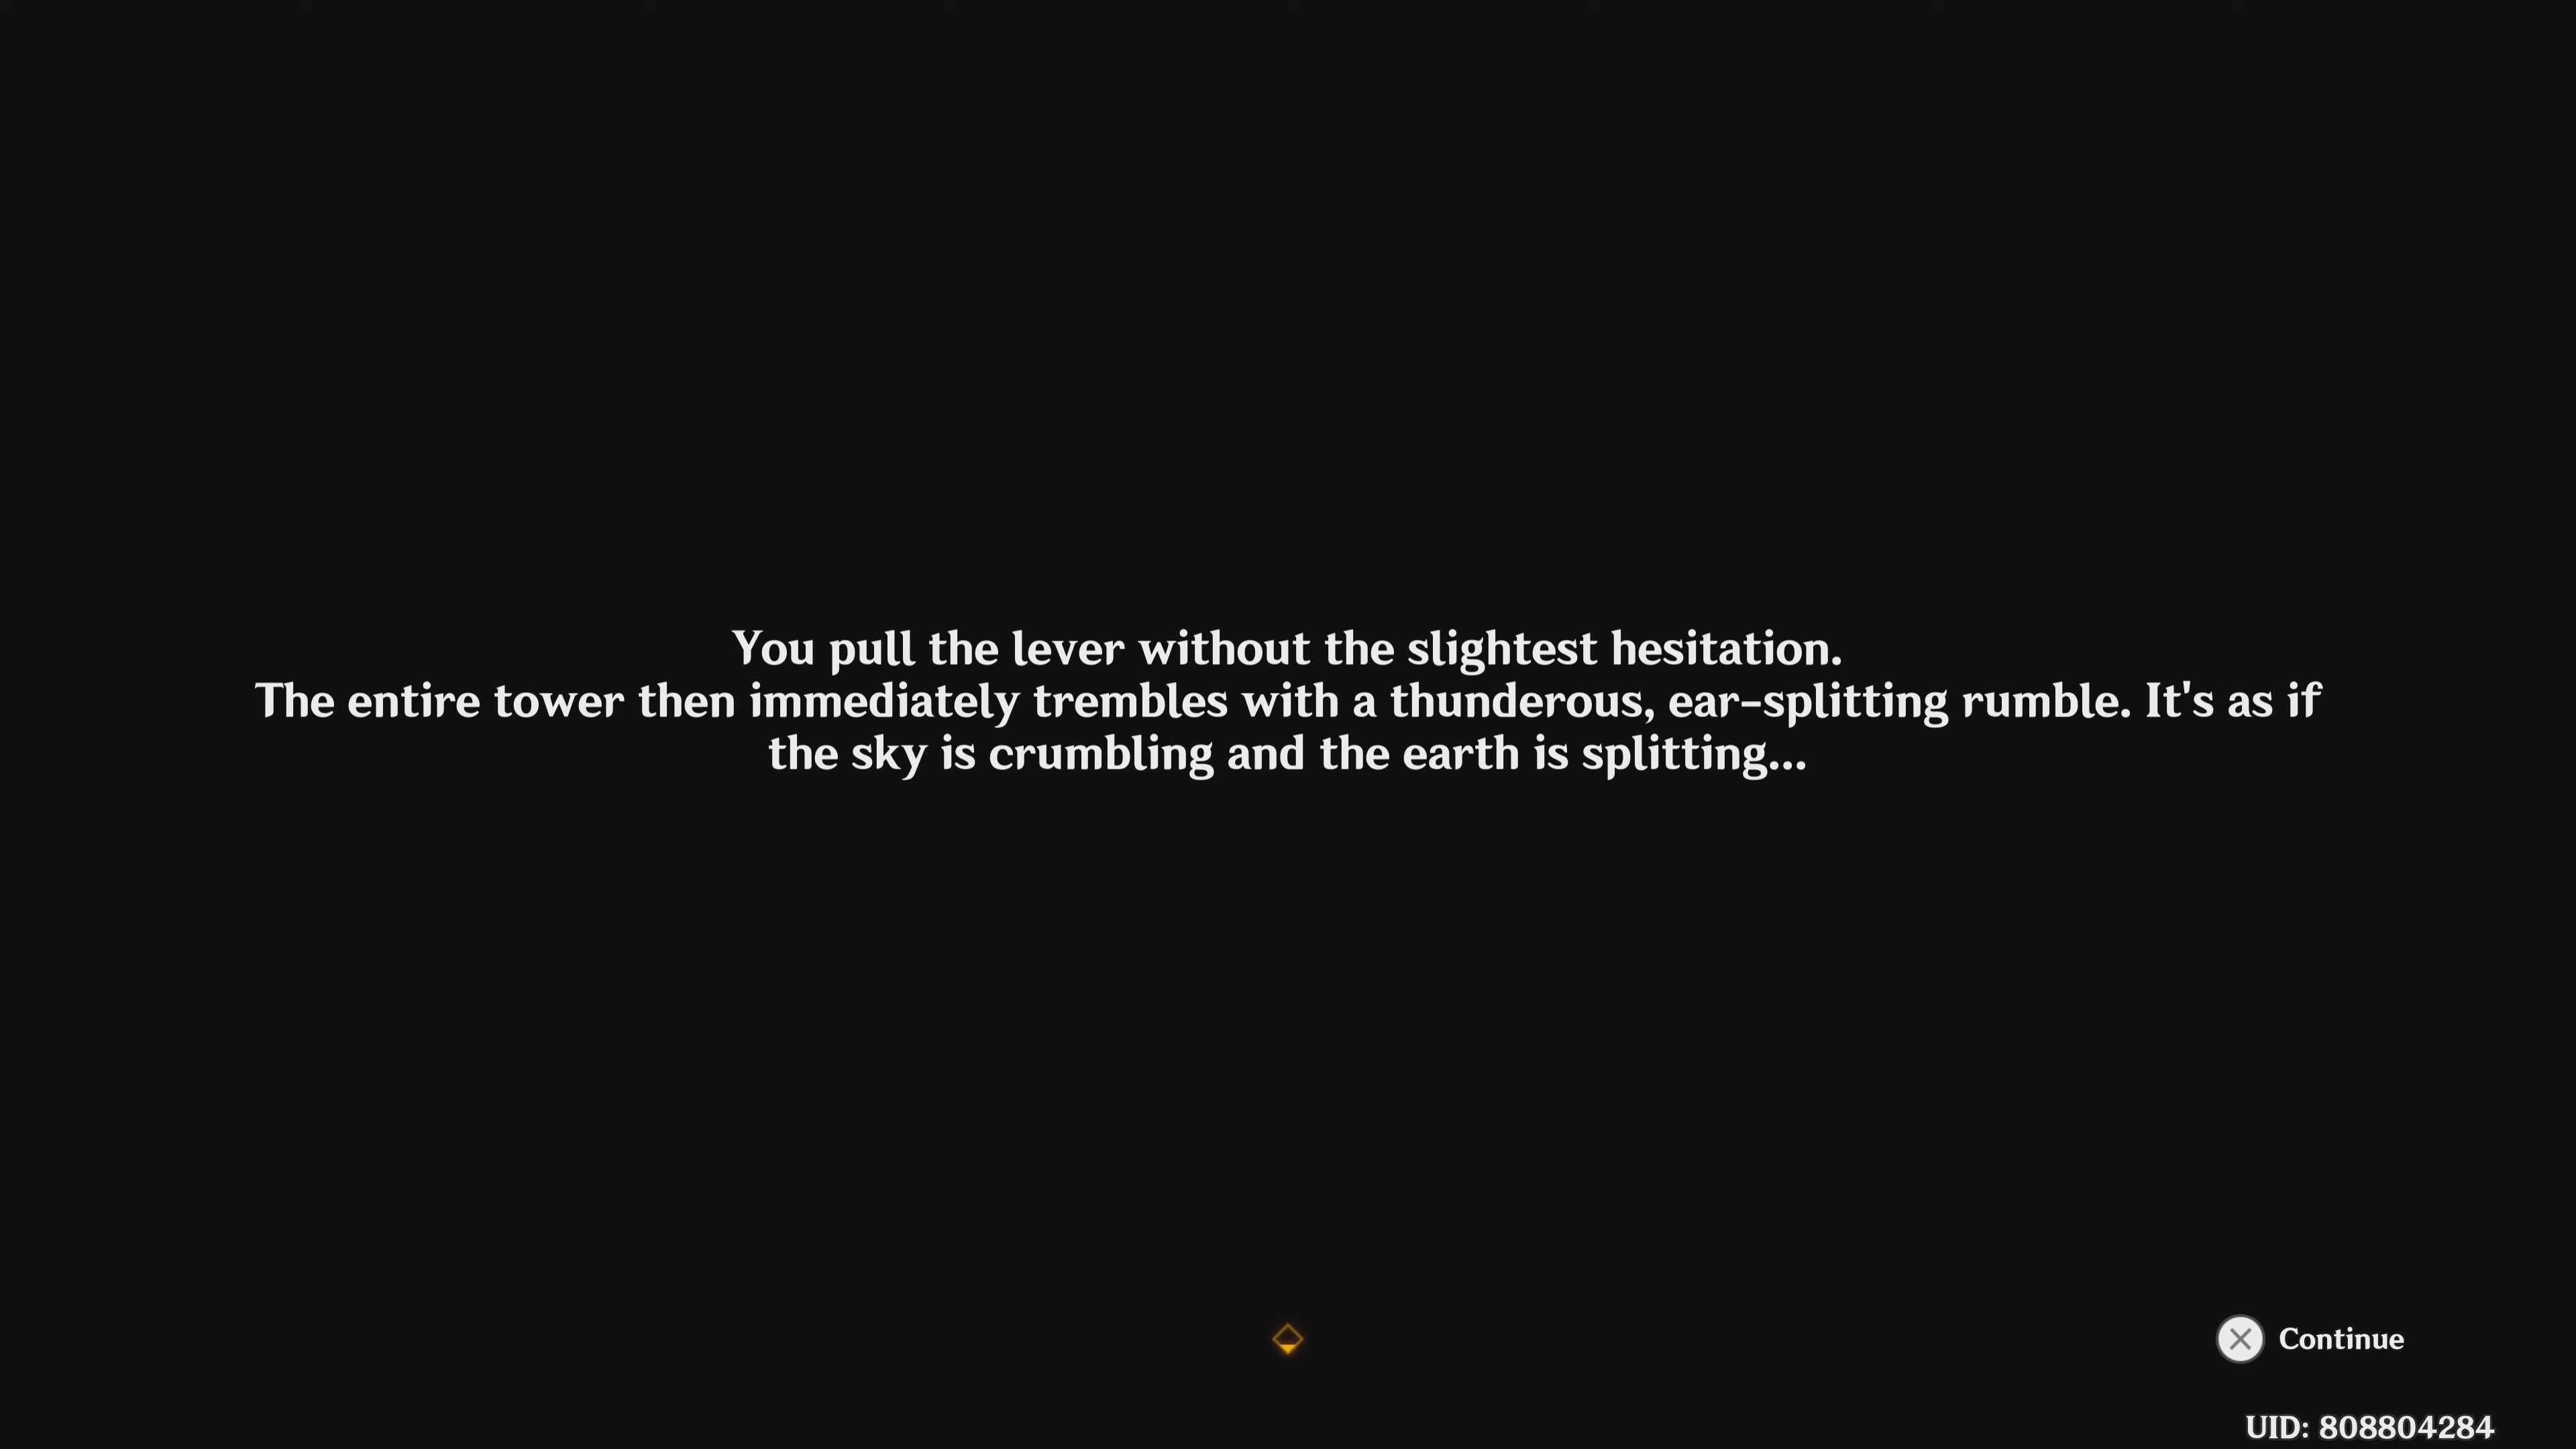 You pull the lever without the slightest hesitation.
The entire tower then immediately trembles with a thunderous, ear-splitting rumble. It's as if
the sky is crumbling and the earth is splitting...
Continue
UID: 808804284